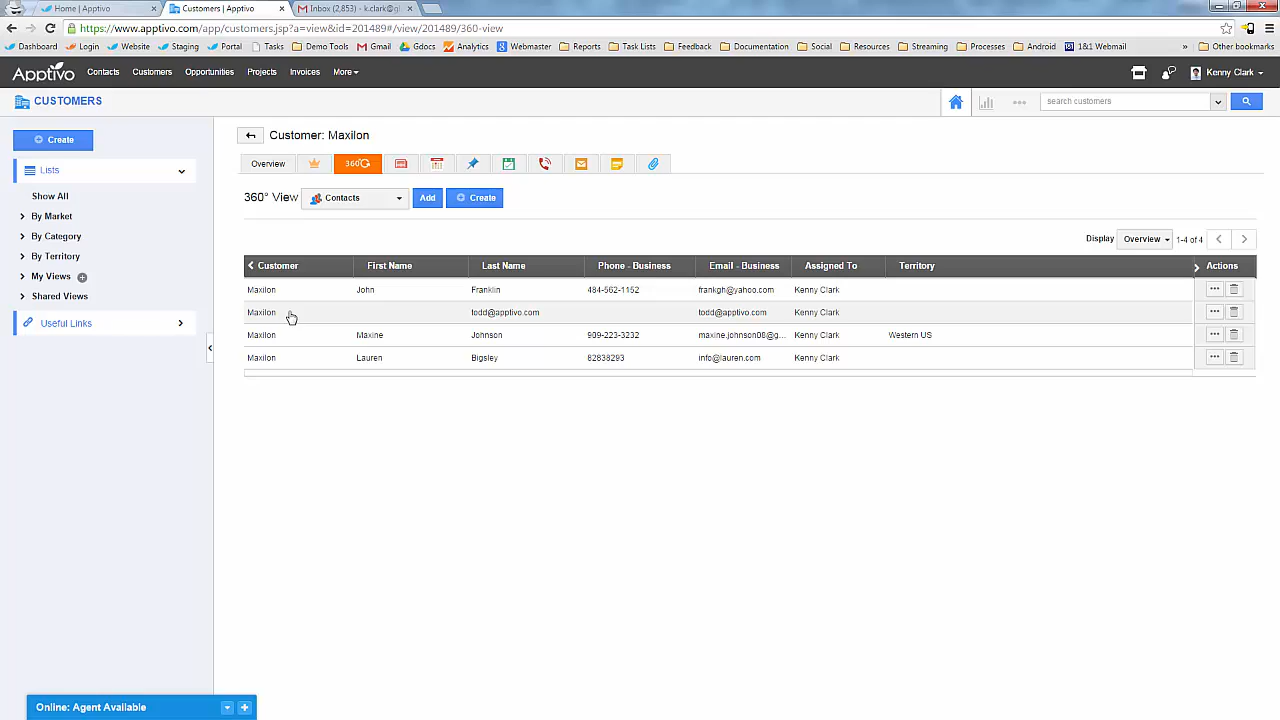 Home | Apptivo
Customers | Apptivo
Inbox (2,853) - k.clark@gl
https://www.apptivo.com/app/customers.jsp?a=view&id=201489#/view/201489/360-view
Dashboard Login Website Staging Portal Tasks Demo Tools Gmail Gdocs Analytics Webmaster Reports Task Lists Feedback Documentation Social Resources Streaming Processes Android 1&1 Webmail » Other bookmarks
Apptivo Contacts Customers Opportunities Projects Invoices More Kenny Clark
CUSTOMERS
search customers
Create
Lists
Show All
By Market
By Category
By Territory
My Views
Shared Views
Useful Links
Customer: Maxilon
Overview 360°
360° View Contacts Add Create
Display Overview 1-4 of 4
Customer First Name Last Name Phone - Business Email - Business Assigned To Territory Actions
Maxilon John Franklin 484-562-1152 frankgh@yahoo.com Kenny Clark
Maxilon todd@apptivo.com todd@apptivo.com Kenny Clark
Maxilon Maxine Johnson 909-223-3232 maxine.johnson08@g... Kenny Clark Western US
Maxilon Lauren Bigsley 82838293 info@lauren.com Kenny Clark
Online: Agent Available